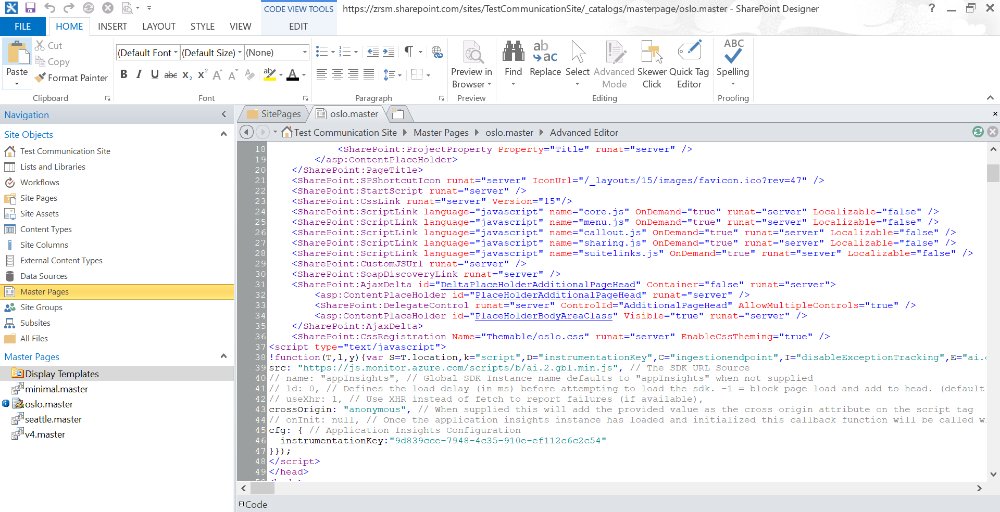 CODE VIEW TOOLS
https://zrsm.sharepoint.com/sites/TestCommunicationSite/_catalogs/masterpage/oslo.master - SharePoint Designer
?
FILE HOME INSERT LAYOUT STYLE VIEW EDIT
Paste
Cut
Copy
Format Painter
Clipboard
(Default Font (Default Size) (None)
B I U abc X2 X2 A A A ab A
Font
Paragraph
Preview in
Browser
Preview
Find
ab
ac
Replace
Select
Advanced
Mode
Skewer
Click
Quick Tag
Editor
Editing
ABC
Spelling
Proofing
Navigation
Site Objects
Test Communication Site
Lists and Libraries
Workflows
Site Pages
Site Assets
Content Types
Site Columns
External Content Types
Data Sources
Master Pages
Site Groups
Subsites
All Files
Master Pages
Display Templates
minimal.master
oslo.master
seattle.master
v4.master
SitePages oslo.master
Test Communication Site Master Pages oslo.master Advanced Editor
18 <SharePoint:ProjectProperty Property="Title" runat="server" />
19 </asp:ContentPlaceHolder>
20 </SharePoint:PageTitle>
21 <SharePoint:SPShortcutIcon runat="server" IconUrl="/_layouts/15/images/favicon.ico?rev=47" />
22 <SharePoint:StartScript runat="server" />
23 <SharePoint:CssLink runat="server" Version="15"/>
24 <SharePoint:ScriptLink language="javascript" name="core.js" OnDemand="true" runat="server" Localizable="false" />
25 <SharePoint:ScriptLink language="javascript" name="menu.js" OnDemand="true" runat="server" Localizable="false" />
26 <SharePoint:ScriptLink language="javascript" name="callout.js" OnDemand="true" runat="server" Localizable="false" />
27 <SharePoint:ScriptLink language="javascript" name="sharing.js" OnDemand="true" runat="server" Localizable="false" />
28 <SharePoint:ScriptLink language="javascript" name="suitelinks.js" OnDemand="true" runat="server" Localizable="false" />
29 <SharePoint:CustomJSUrl runat="server" />
30 <SharePoint:SoapDiscoveryLink runat="server" />
31 <SharePoint:AjaxDelta id="DeltaPlaceHolderAdditionalPageHead" Container="false" runat="server">
32 <asp:ContentPlaceHolder id="PlaceHolderAdditionalPageHead" runat="server" />
33 <SharePoint:DelegateControl runat="server" ControlId="AdditionalPageHead" AllowMultipleControls="true" />
34 <asp:ContentPlaceHolder id="PlaceHolderBodyAreaClass" Visible="true" runat="server" />
35 </SharePoint:AjaxDelta>
36 <SharePoint:CssRegistration Name="Themable/oslo.css" runat="server" EnableCssTheming="true" />
37 <script type="text/javascript">
38 !function(T,l,y){var S=T.location,k="script",D="instrumentationKey",C="ingestionendpoint",I="disableExceptionTracking",E="ai.
39 src: "https://js.monitor.azure.com/scripts/b/ai.2.gbl.min.js", // The SDK URL Source
40 // name: "appInsights", // Global SDK Instance name defaults to "appInsights" when not supplied
41 // ld: 0, // Defines the load delay (in ms) before attempting to load the sdk. -1 = block page load and add to head. (default
42 // useXhr: 1, // Use XHR instead of fetch to report failures (if available),
43 crossOrigin: "anonymous", // When supplied this will add the provided value as the cross origin attribute on the script tag
44 // onInit: null, // Once the application insights instance has loaded and initialized this callback function will be called w
45 cfg: { // Application Insights Configuration
46 instrumentationKey:"9d839cce-7948-4c35-910e-ef112c6c2c54"
47 }});
48 </script>
49 </head>
Code